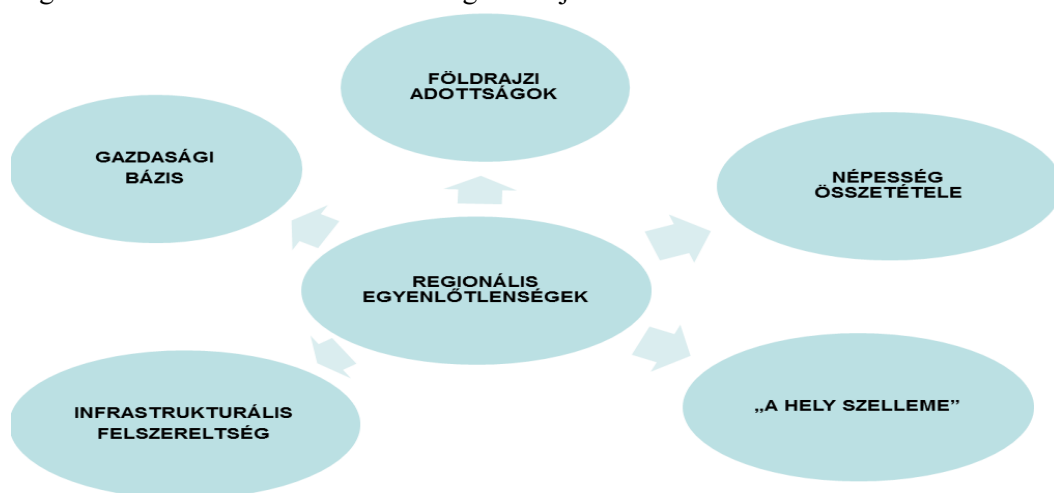 FÖLDRAJZI
ADOTTSÁGOK
GAZDASÁGI
BÁZIS
NÉPESSÉG
ÖSSZETÉTELE
REGIONÁLIS
EGYENLŐTLENSÉGEK
INFRASTRUKTURÁLIS
FELSZERELTSÉG
„A HELY SZELLEME”